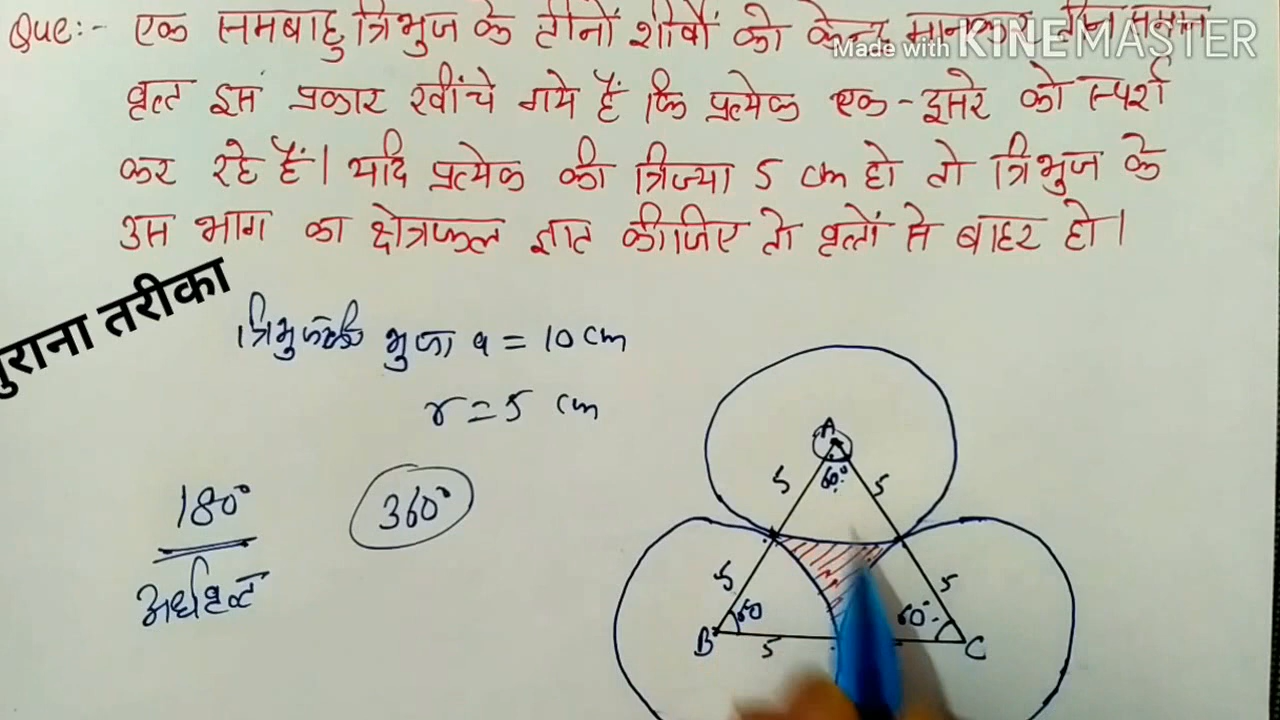 Made with KINEMASTER
Que:- एक समबाहु त्रिभुज के तीनों शीर्षों को केन्द्र मानकर तीन समान
वृत्त इस प्रकार खींचे गये हैं कि प्रत्येक एक-दूसरे को स्पर्श
कर रहे हैं। यदि प्रत्येक की त्रिज्या 5 cm हो तो त्रिभुज के
उस भाग का क्षेत्रफल ज्ञात कीजिए तो वृत्तों से बाहर हो।
पुराना तरीका
त्रिभुज की भुजा a = 10 cm
r = 5 cm
180° 360°
अर्धवृत्त
A
60°
5 5
5 5
B 60 60° C
5